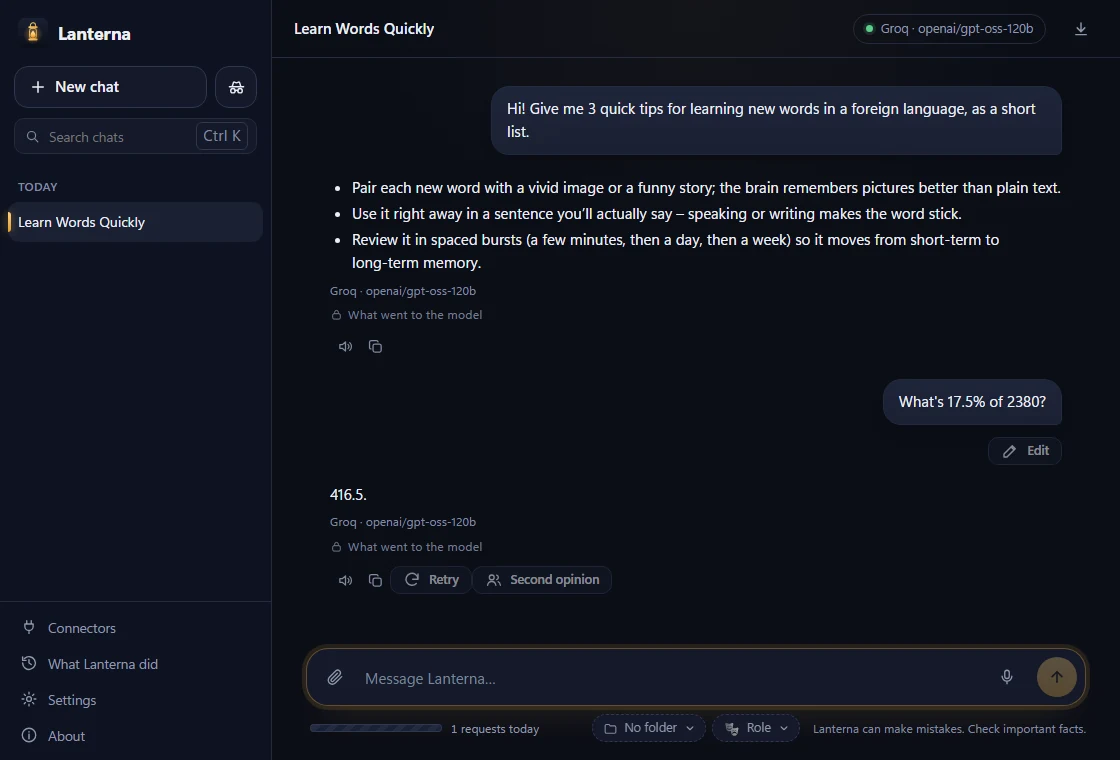 Lanterna
New chat
Search chats
Ctrl K
TODAY
Learn Words Quickly
Connectors
What Lanterna did
Settings
About
Learn Words Quickly
Groq · openai/gpt-oss-120b
Hi! Give me 3 quick tips for learning new words in a foreign language, as a short
list.
• Pair each new word with a vivid image or a funny story; the brain remembers pictures better than plain text.
• Use it right away in a sentence you’ll actually say – speaking or writing makes the word stick.
• Review it in spaced bursts (a few minutes, then a day, then a week) so it moves from short-term to
long-term memory.
Groq · openai/gpt-oss-120b
What went to the model
What's 17.5% of 2380?
Edit
416.5.
Groq · openai/gpt-oss-120b
What went to the model
Retry
Second opinion
Message Lanterna...
1 requests today
No folder
Role
Lanterna can make mistakes. Check important facts.